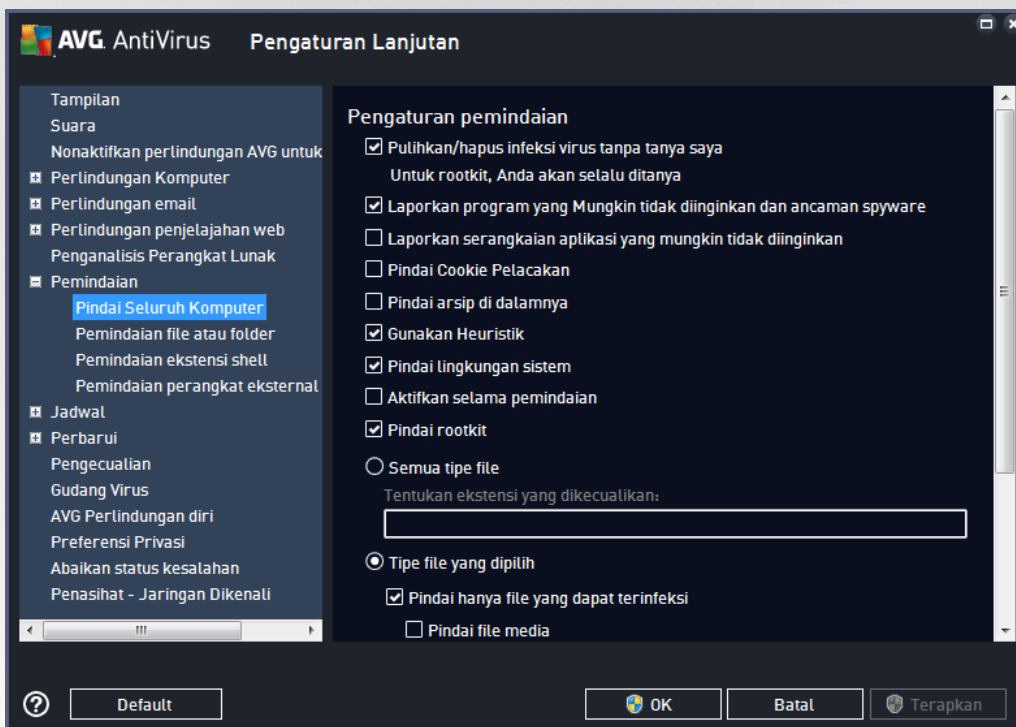 AVG. AntiVirus Pengaturan Lanjutan
Tampilan
Suara
Nonaktifkan perlindungan AVG untuk
Perlindungan Komputer
Perlindungan email
Perlindungan penjelajahan web
Penganalisis Perangkat Lunak
Pemindaian
Pindai Seluruh Komputer
Pemindaian file atau folder
Pemindaian ekstensi shell
Pemindaian perangkat eksternal
Jadwal
Perbarui
Pengecualian
Gudang Virus
AVG Perlindungan diri
Preferensi Privasi
Abaikan status kesalahan
Penasihat - Jaringan Dikenali
Pengaturan pemindaian
Pulihkan/hapus infeksi virus tanpa tanya saya
Untuk rootkit, Anda akan selalu ditanya
Laporkan program yang Mungkin tidak diinginkan dan ancaman spyware
Laporkan serangkaian aplikasi yang mungkin tidak diinginkan
Pindai Cookie Pelacakan
Pindai arsip di dalamnya
Gunakan Heuristik
Pindai lingkungan sistem
Aktifkan selama pemindaian
Pindai rootkit
Semua tipe file
Tentukan ekstensi yang dikecualikan:
Tipe file yang dipilih
Pindai hanya file yang dapat terinfeksi
Pindai file media
? Default OK Batal Terapkan